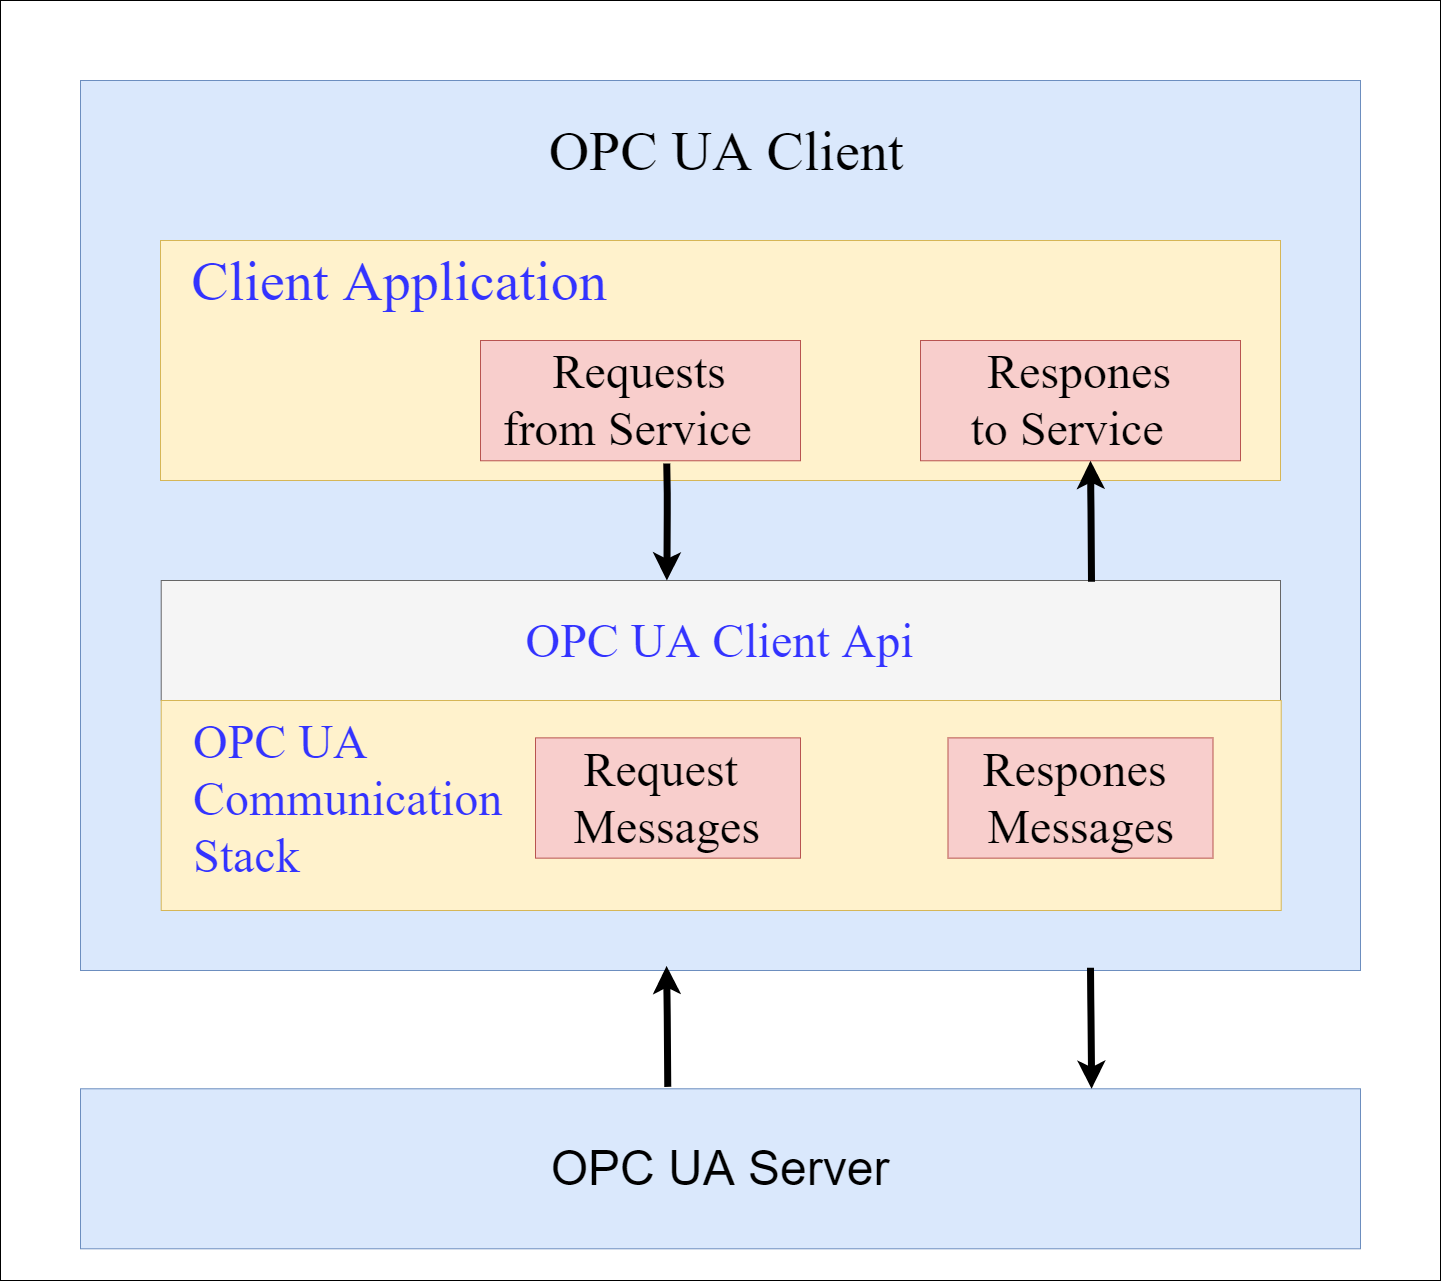 OPC UA Client
Client Application
Requests
from Service
Respones
to Service
OPC UA Client Api
OPC UA
Communication
Stack
Request
Messages
Respones
Messages
OPC UA Server